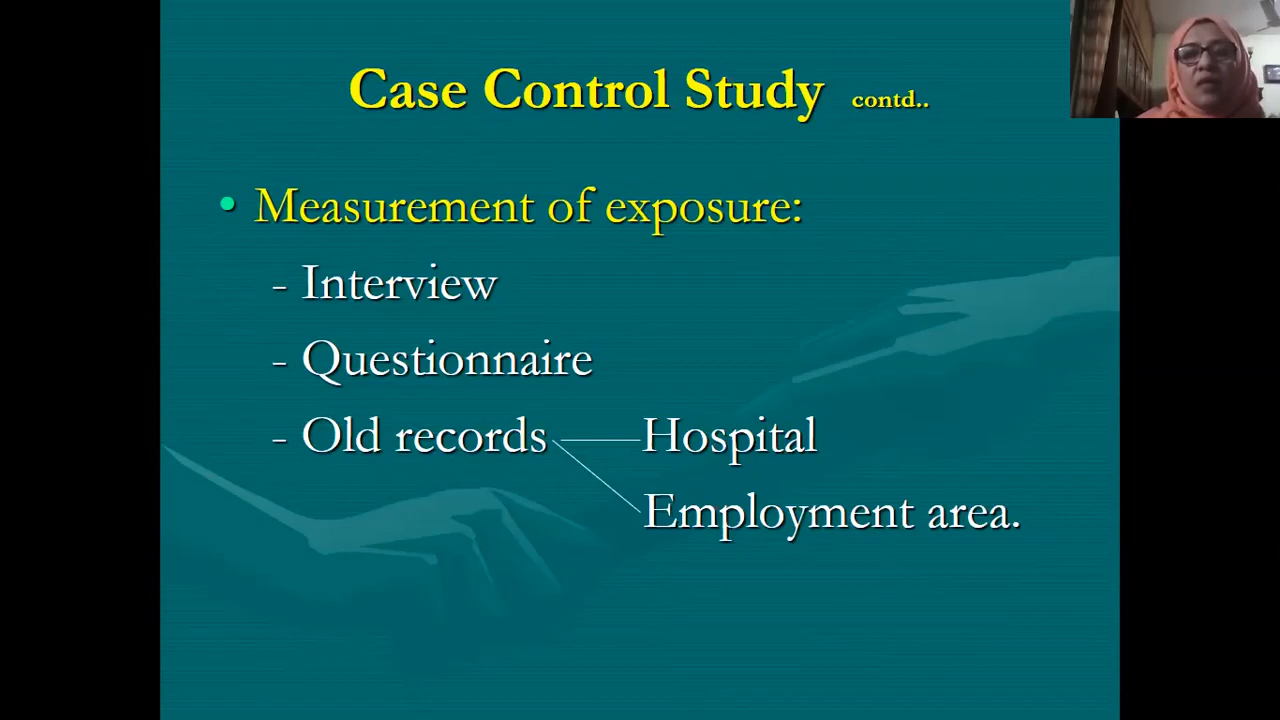 Case Control Study contd..
• Measurement of exposure:
- Interview
- Questionnaire
- Old records Hospital
Employment area.